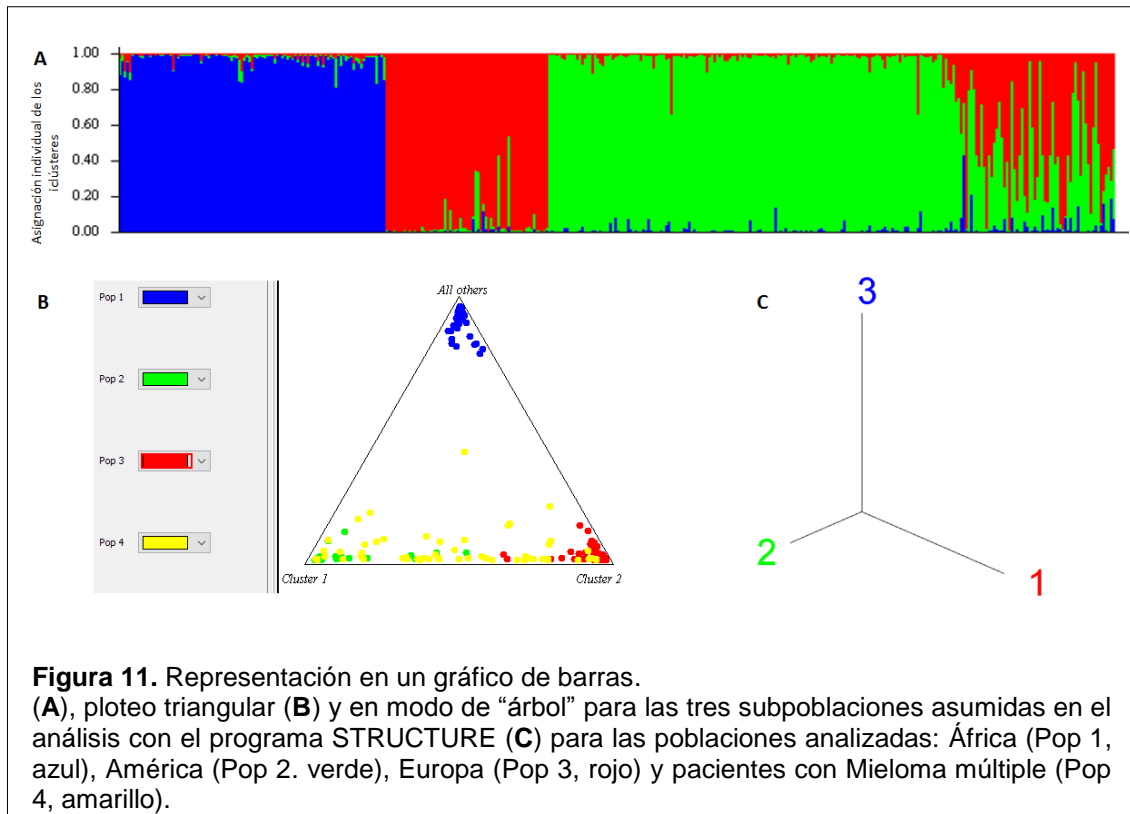 A
1.00
0.80
0.60
0.40
0.20
0.00
Asignación individual de los
iclústeres
B
Pop 1
Pop 2
Pop 3
Pop 4
All others
Cluster 1
Cluster 2
C
3
2
1
Figura 11. Representación en un gráfico de barras.
(A), ploteo triangular (B) y en modo de “árbol” para las tres subpoblaciones asumidas en el
análisis con el programa STRUCTURE (C) para las poblaciones analizadas: África (Pop 1,
azul), América (Pop 2. verde), Europa (Pop 3, rojo) y pacientes con Mieloma múltiple (Pop
4, amarillo).